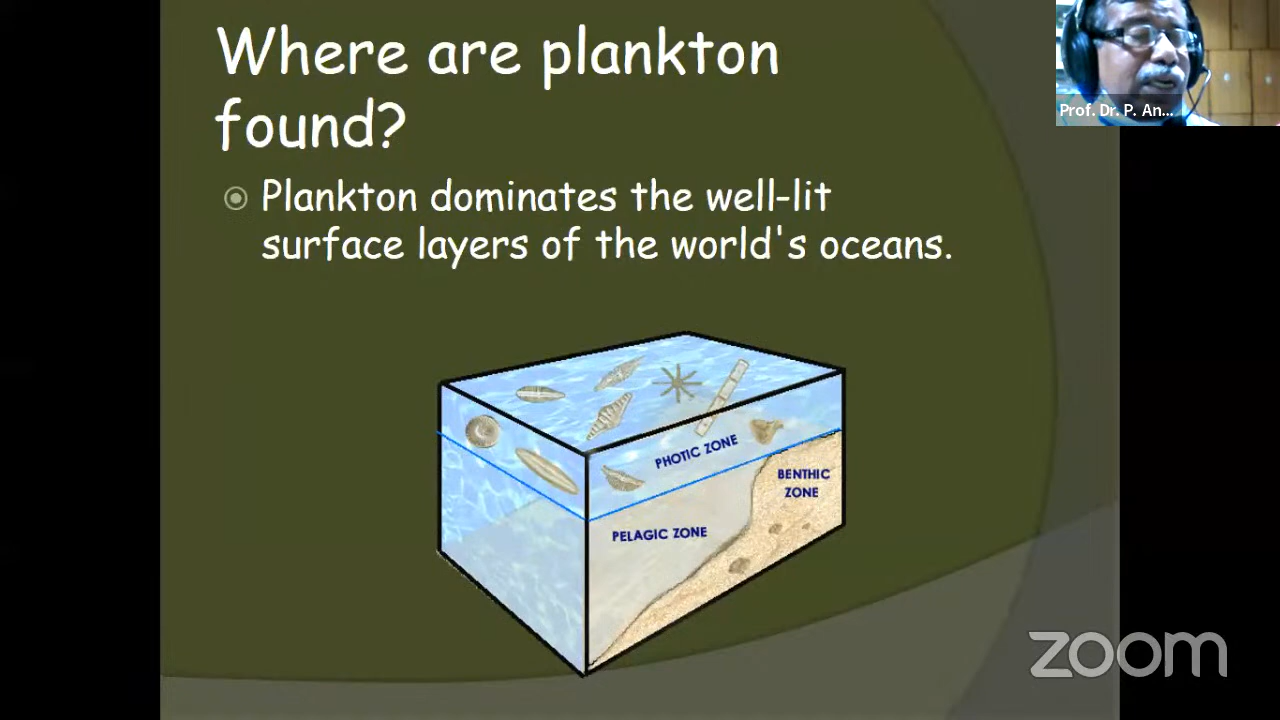 Where are plankton
found?
Plankton dominates the well-lit
surface layers of the world's oceans.
PHOTIC ZONE
BENTHIC
ZONE
PELAGIC ZONE
Prof. Dr. P. An...
zoom